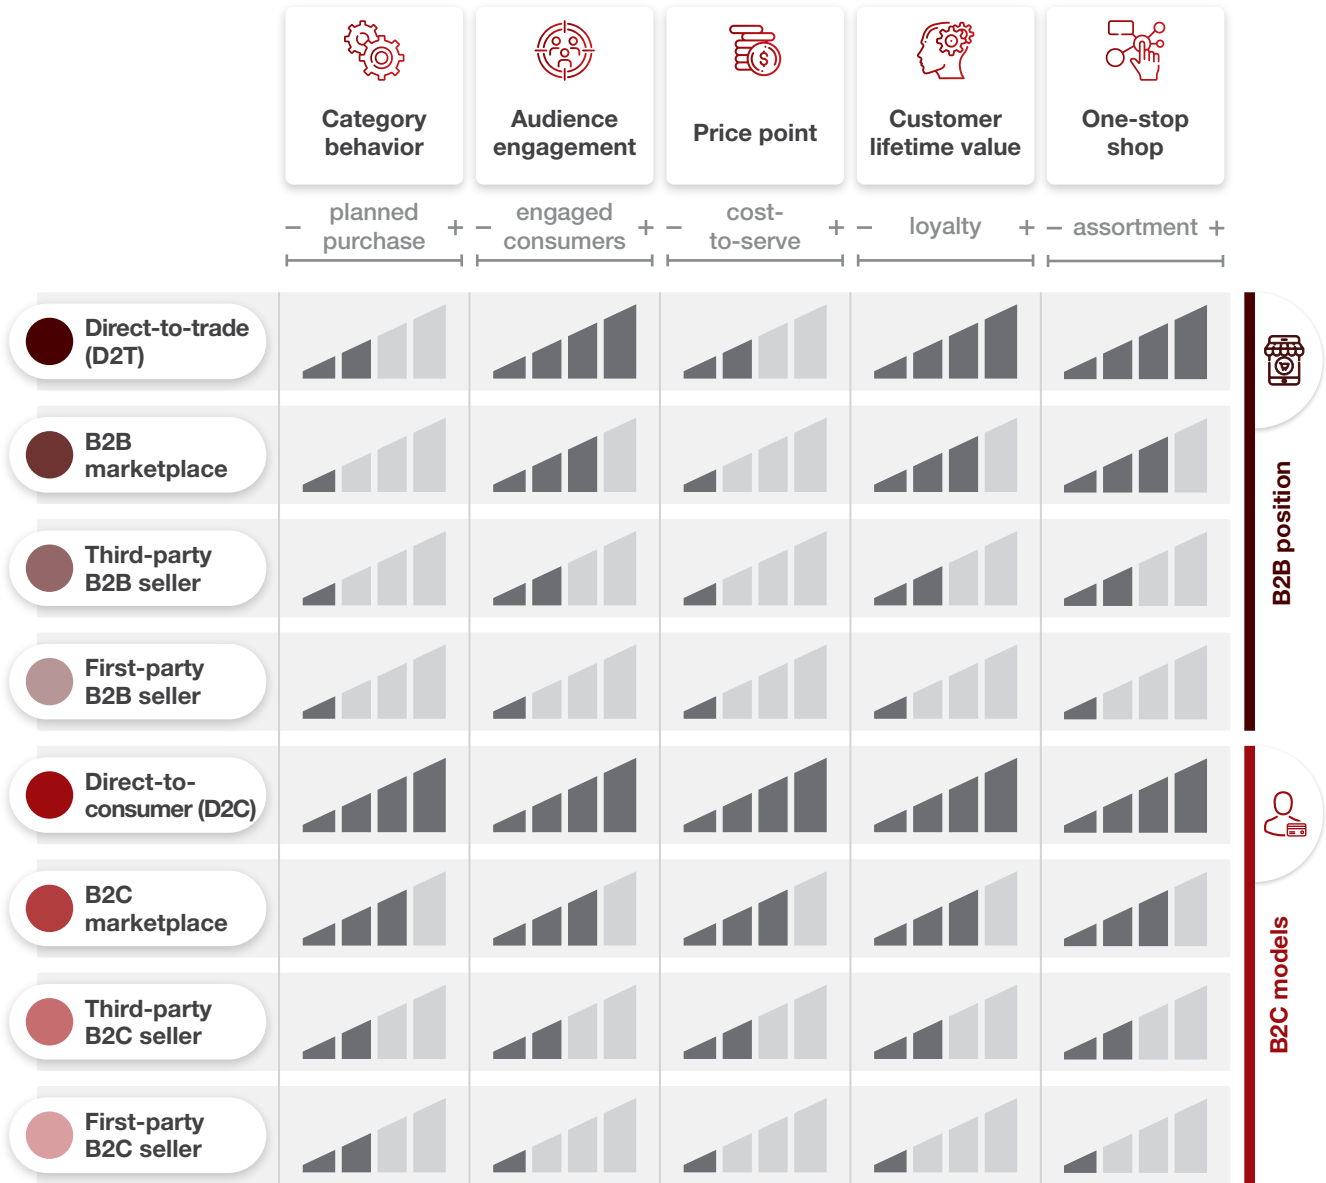 Category
behavior
Audience
engagement
Price point
Customer
lifetime value
One-stop
shop
– planned
purchase +
– engaged
consumers +
– cost-
to-serve +
– loyalty +
– assortment +
Direct-to-trade
(D2T)
B2B
marketplace
Third-party
B2B seller
First-party
B2B seller
B2B position
Direct-to-
consumer (D2C)
B2C
marketplace
Third-party
B2C seller
First-party
B2C seller
B2C models